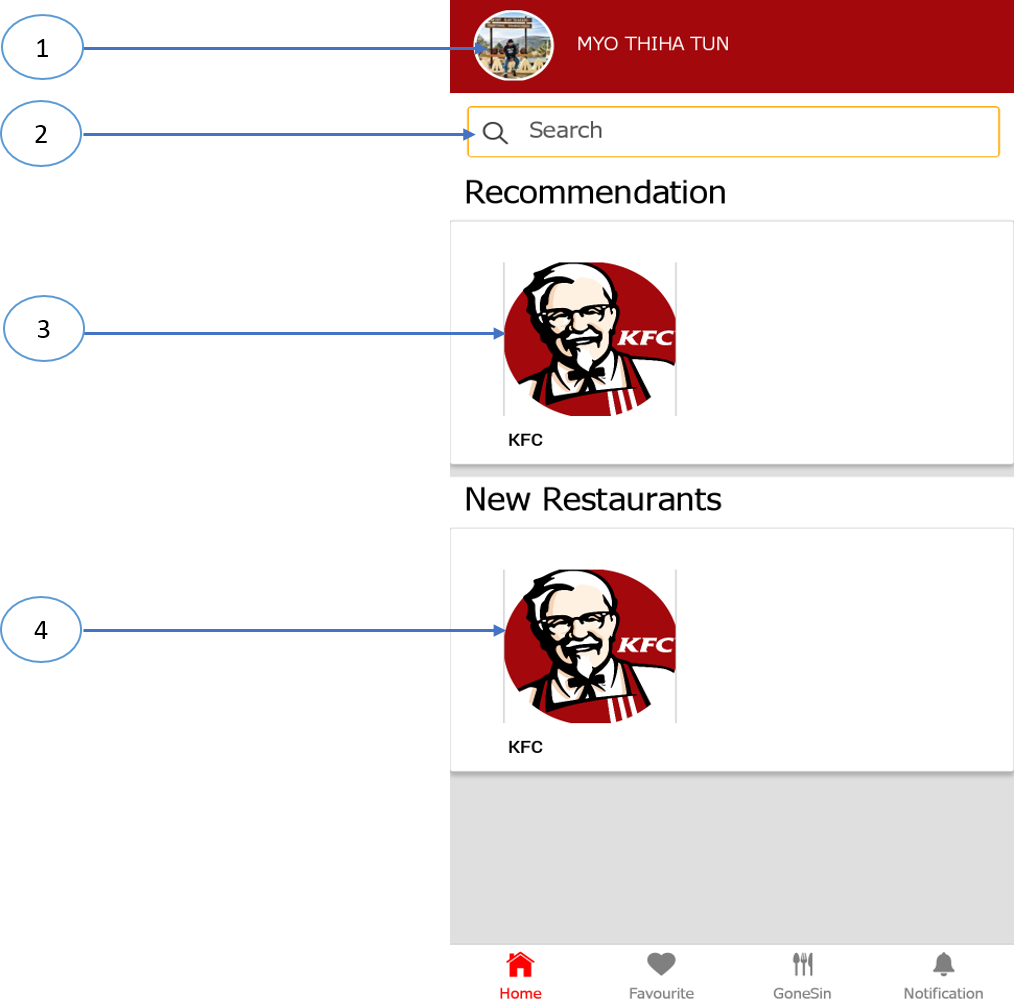 1
MYO THIHA TUN
2
Search
Recommendation
3
KFC
KFC
New Restaurants
4
KFC
KFC
Home
Favourite
GoneSin
Notification